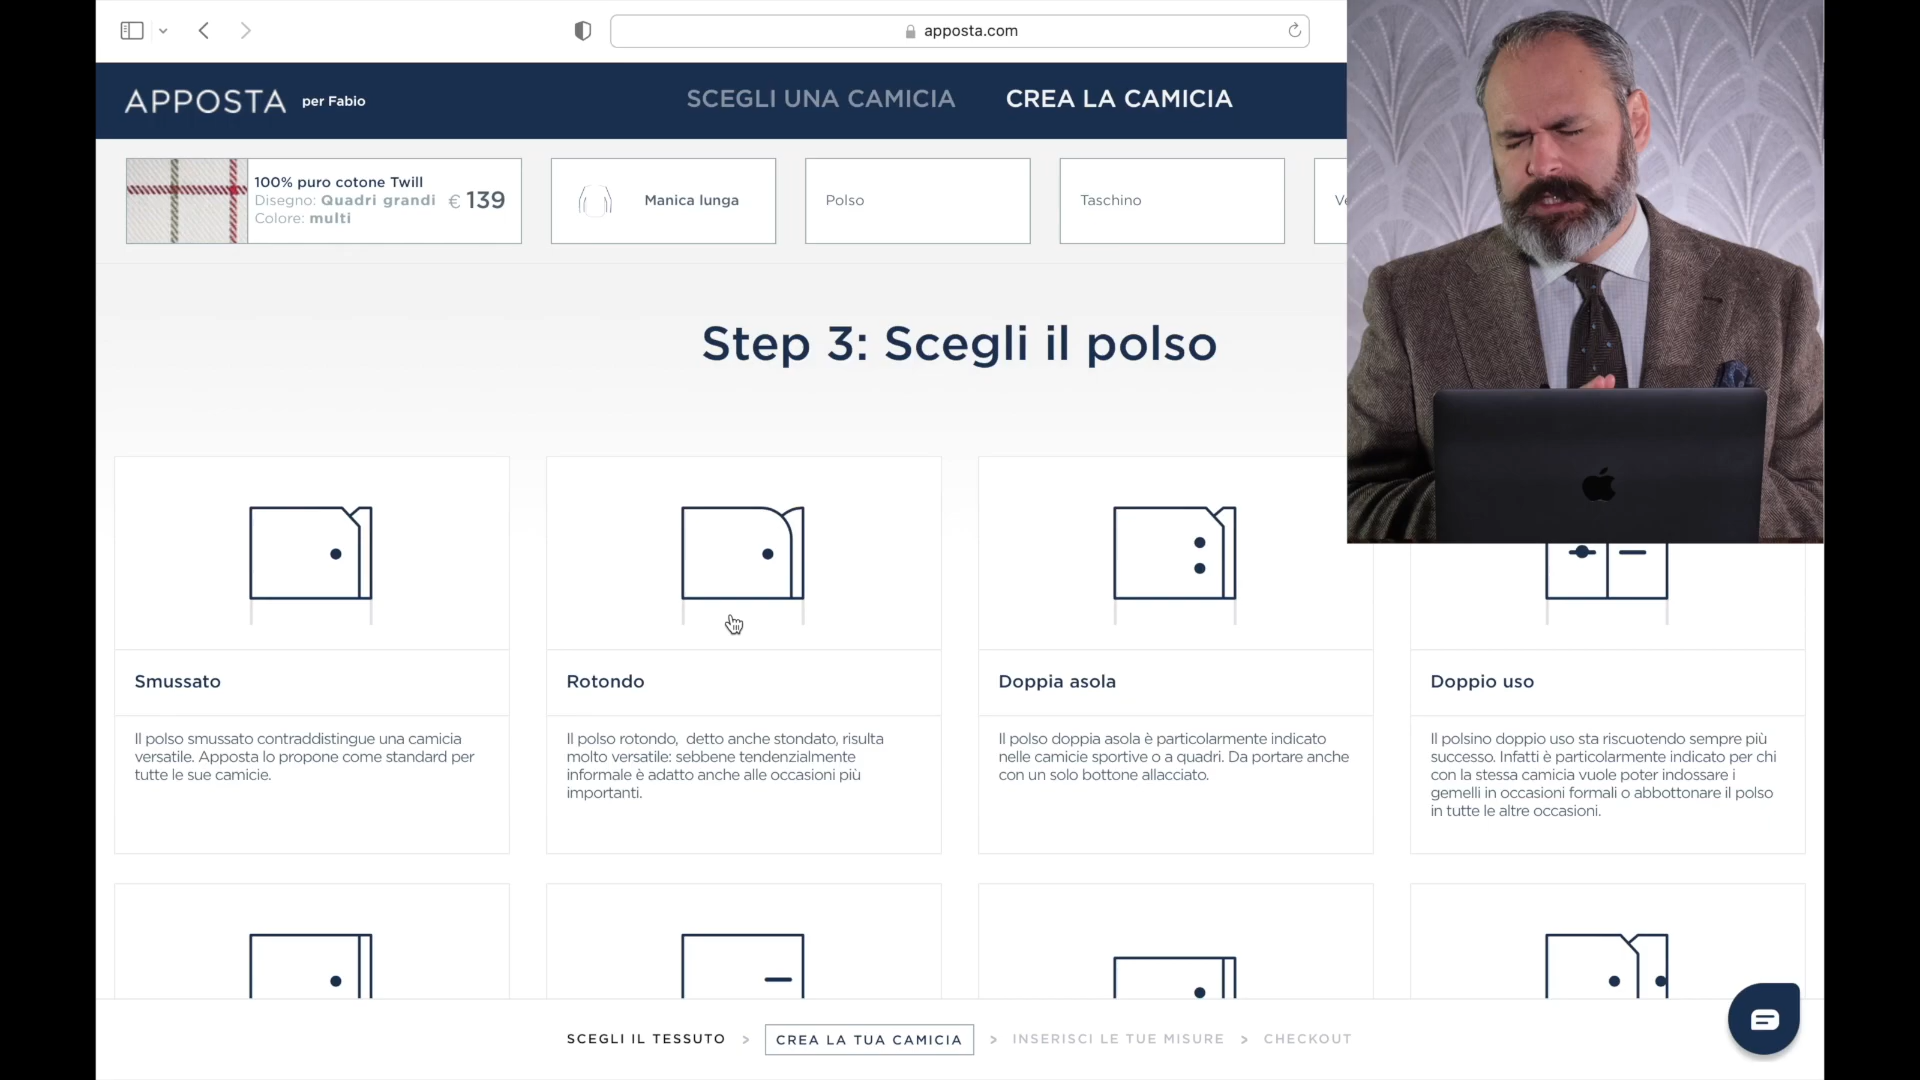 apposta.com
APPOSTA per Fabio
SCEGLI UNA CAMICIA
CREA LA CAMICIA
100% puro cotone Twill
Disegno: Quadri grandi
Colore: multi
€ 139
Manica lunga
Polso
Taschino
Step 3: Scegli il polso
Smussato
Il polso smussato contraddistingue una camicia
versatile. Apposta lo propone come standard per
tutte le sue camicie.
Rotondo
Il polso rotondo, detto anche stondato, risulta
molto versatile: sebbene tendenzialmente
informale è adatto anche alle occasioni più
importanti.
Doppia asola
Il polso doppia asola è particolarmente indicato
nelle camicie sportive o a quadri. Da portare anche
con un solo bottone allacciato.
Doppio uso
Il polsino doppio uso sta riscuotendo sempre più
successo. Infatti è particolarmente indicato per chi
con la stessa camicia vuole poter indossare i
gemelli in occasioni formali o abbottonare il polso
in tutte le altre occasioni.
SCEGLI IL TESSUTO > CREA LA TUA CAMICIA > INSERISCI LE TUE MISURE > CHECKOUT